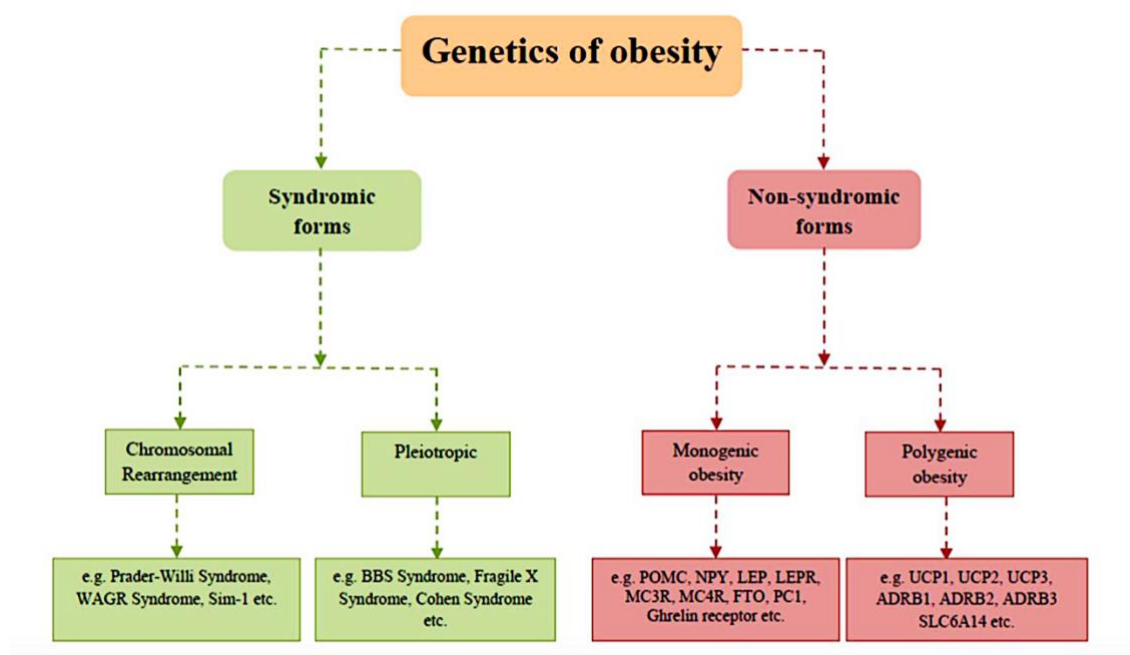 Genetics of obesity
Syndromic
forms
Non-syndromic
forms
Chromosomal
Rearrangement
Pleiotropic
Monogenic
obesity
Polygenic
obesity
e.g. Prader-Willi Syndrome,
WAGR Syndrome, Sim-1 etc.
e.g. BBS Syndrome, Fragile X
Syndrome, Cohen Syndrome
etc.
e.g. POMC, NPY, LEP, LEPR,
MC3R, MC4R, FTO, PC1,
Ghrelin receptor etc.
e.g. UCP1, UCP2, UCP3,
ADRB1, ADRB2, ADRB3
SLC6A14 etc.